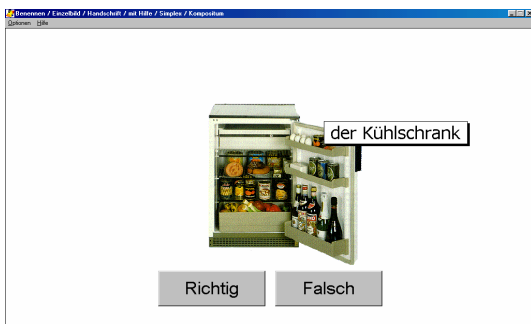 Benennen / Einzelbild / Handschrift / mit Hilfe / Simplex / Kompositum
Optionen Hilfe
der Kühlschrank
Richtig Falsch